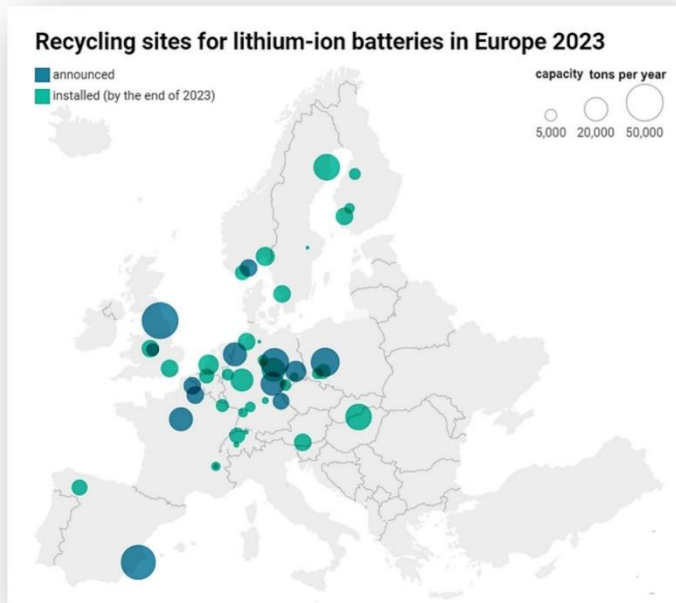 Recycling sites for lithium-ion batteries in Europe 2023
announced
installed (by the end of 2023)
capacity tons per year
5,000 20,000 50,000